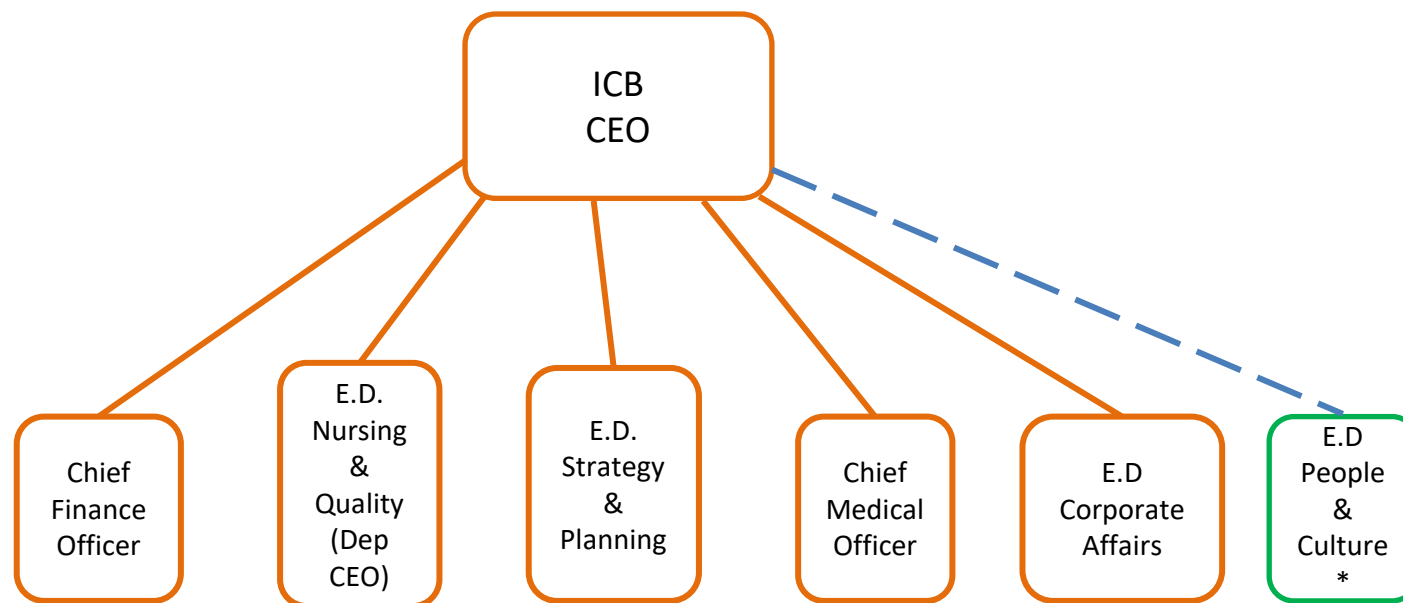 ICB
CEO
Chief
Finance
Officer
E.D.
Nursing
&
Quality
(Dep
CEO)
E.D.
Strategy
&
Planning
Chief
Medical
Officer
E.D
Corporate
Affairs
E.D
People
&
Culture
*